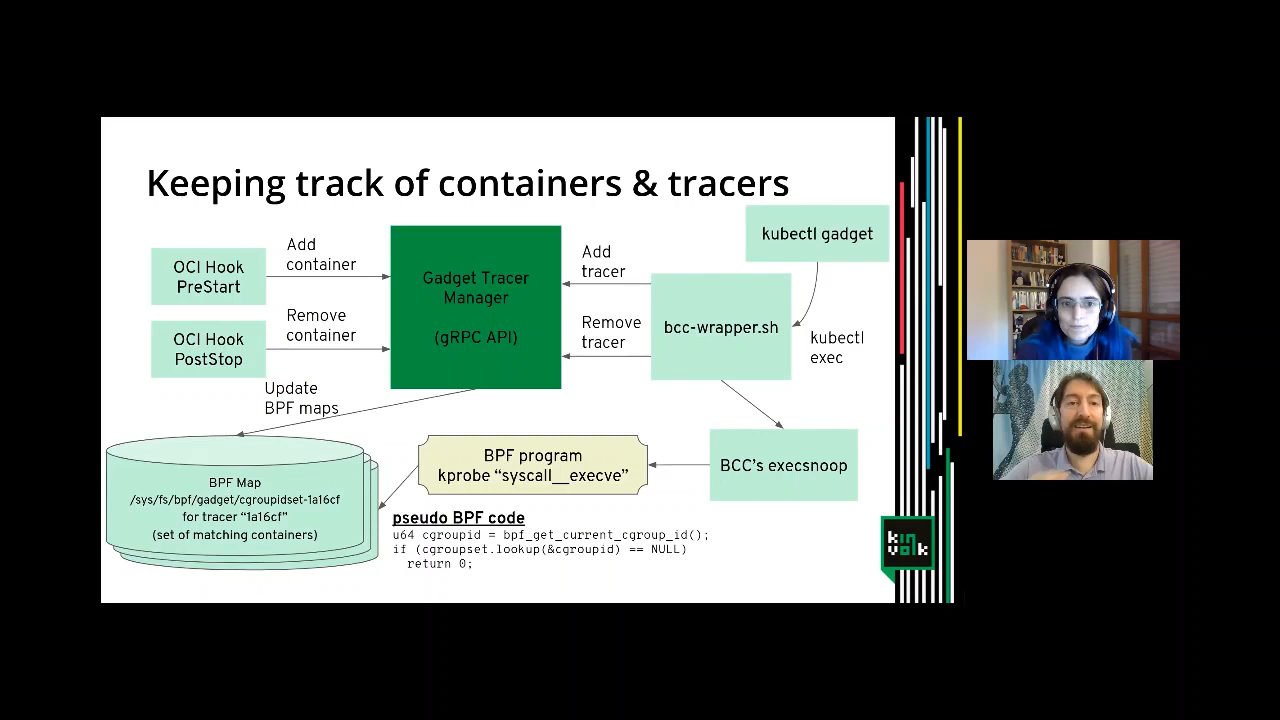 Keeping track of containers & tracers
kubectl gadget
OCI Hook
PreStart
Add
container
Gadget Tracer
Manager
(gRPC API)
Add
tracer
bcc-wrapper.sh
kubectl
exec
OCI Hook
PostStop
Remove
container
Remove
tracer
Update
BPF maps
BPF Map
/sys/fs/bpf/gadget/cgroupidset-1a16cf
for tracer “1a16cf”
(set of matching containers)
BPF program
kprobe “syscall__execve”
BCC’s execsnoop
pseudo BPF code
u64 cgroupid = bpf_get_current_cgroup_id();
if (cgroupset.lookup(&cgroupid) == NULL)
return 0;
kin
volk